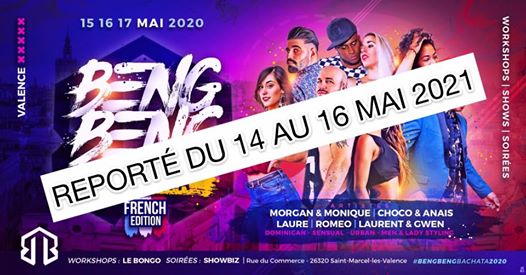 15 16 17 MAI 2020
VALENCE XXXXX
BENG
BENG
REPORTÉ DU 14 AU 16 MAI 2021
FRENCH
EDITION
WORKSHOPS | SHOWS | SOIRÉES
MORGAN & MONIQUE | CHOCO & ANAIS
LAURE | ROMEO | LAURENT & GWEN
DOMINICAN - SENSUAL - URBAN - MEN & LADY STYLING
WORKSHOPS : LE BONGO SOIRÉES : SHOWBIZ | Rue du Commerce - 26320 Saint-Marcel-les-Valence #BENGBENGBACHATA2020